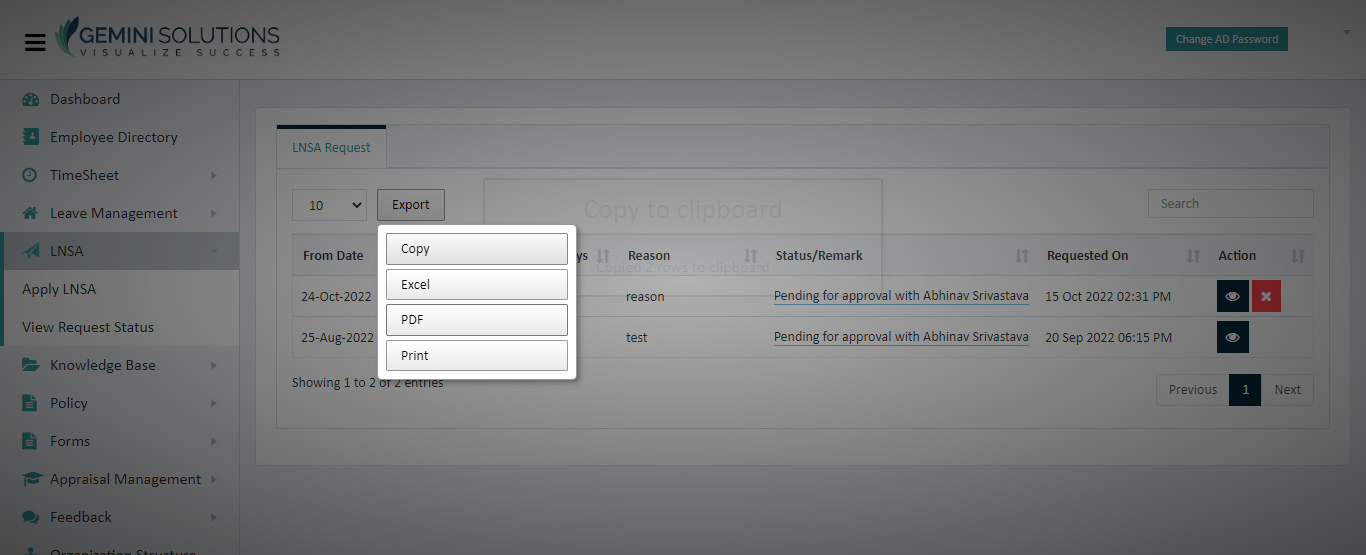 GEMINI SOLUTIONS
VISUALIZE SUCCESS
Change AD Password
Dashboard
Employee Directory
TimeSheet
Leave Management
LNSA
Apply LNSA
View Request Status
Knowledge Base
Policy
Forms
Appraisal Management
Feedback
Organization Structure
LNSA Request
10
Export
Search
Copy to clipboard
Copied 2 rows to clipboard
Copy
Excel
PDF
Print
From Date Reason Status/Remark Requested On Action
24-Oct-2022 reason Pending for approval with Abhinav Srivastava 15 Oct 2022 02:31 PM
25-Aug-2022 test Pending for approval with Abhinav Srivastava 20 Sep 2022 06:15 PM
Showing 1 to 2 of 2 entries
Previous 1 Next